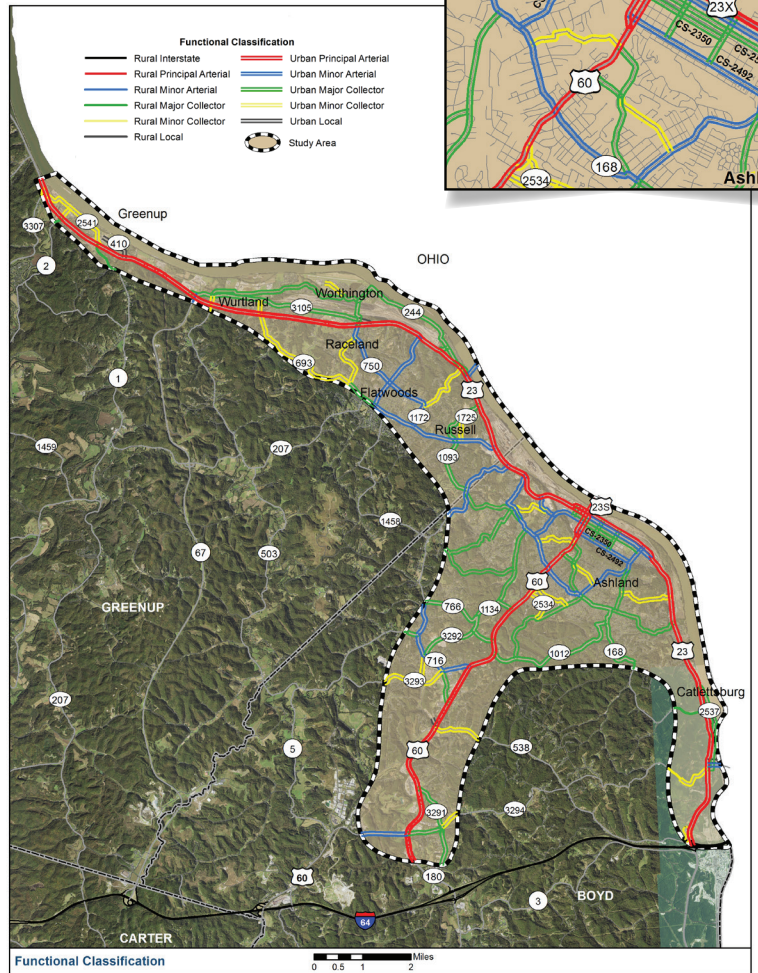 Functional Classification
Rural Interstate
Rural Principal Arterial
Rural Minor Arterial
Rural Major Collector
Rural Minor Collector
Rural Local
Urban Principal Arterial
Urban Minor Arterial
Urban Major Collector
Urban Minor Collector
Urban Local
Study Area
23X
CS-2350
CS-2492
60
168
2534
Greenup
3307
2541
410
2
OHIO
Wurtland
Worthington
3105
244
Raceland
693
750
Flatwoods
23
1
1172
1725
Russell
1459
207
1093
1458
23S
CS-2350
CS-2492
67
503
60
Ashland
GREENUP
766
1134
2534
3292
716
1012
168
23
3293
Catlettsburg
207
2537
5
60
538
3291
3294
60
180
3
BOYD
64
CARTER
Functional Classification
0 0.5 1 2
Miles